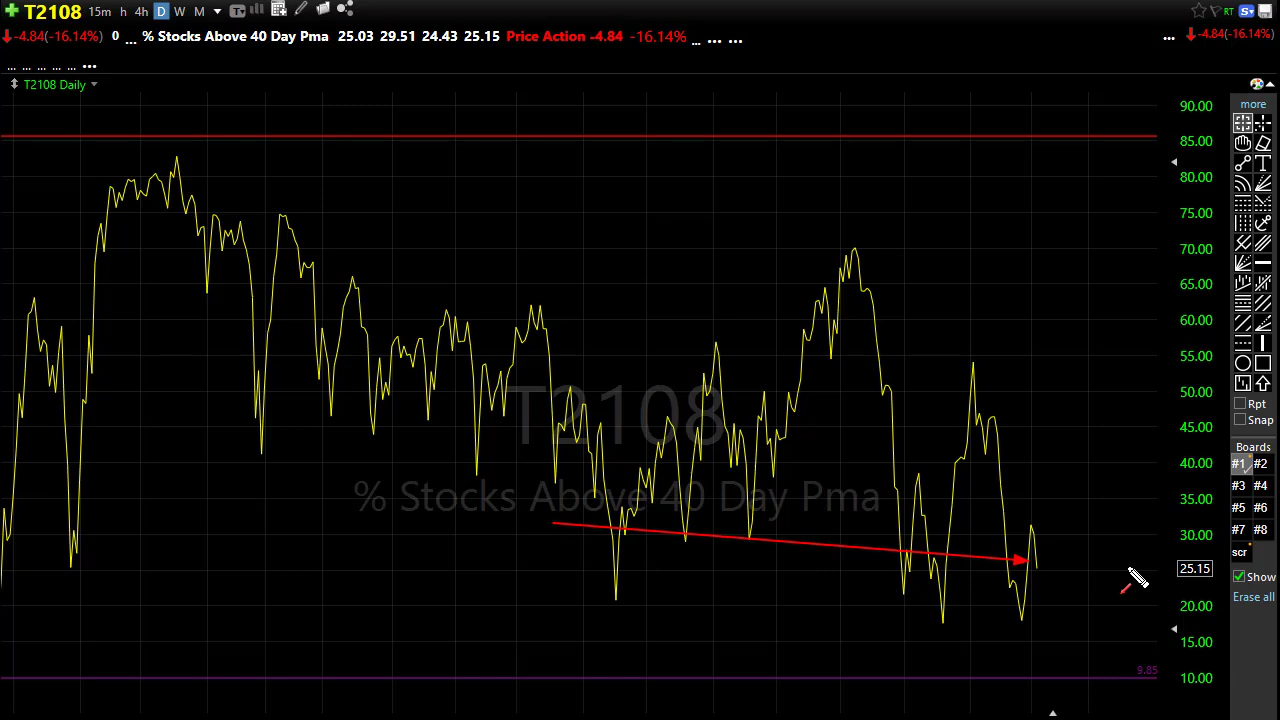 T2108 15m h 4h D W M RT
-4.84(-16.14%) 0 ... % Stocks Above 40 Day Pma 25.03 29.51 24.43 25.15 Price Action -4.84 -16.14% ... ... ... ... -4.84(-16.14%)
... ... ... ... ... ...
T2108 Daily
more
90.00
85.00
80.00
75.00
70.00
65.00
60.00
55.00
50.00
45.00
40.00
35.00
30.00
25.15
20.00
15.00
10.00
T2108
% Stocks Above 40 Day Pma
9.85
T
Rpt
Snap
Boards
#1 #2
#3 #4
#5 #6
#7 #8
scr
Show
Erase all